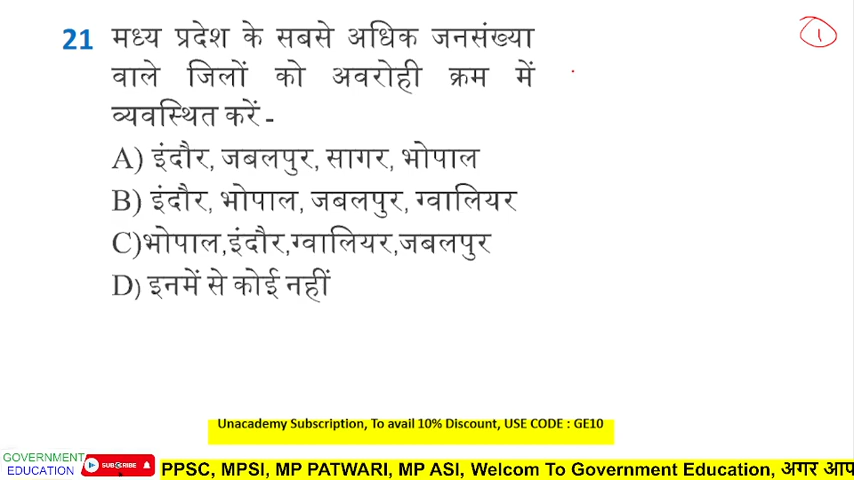 21 मध्य प्रदेश के सबसे अधिक जनसंख्या
वाले जिलों को अवरोही क्रम में
व्यवस्थित करें -
A) इंदौर, जबलपुर, सागर, भोपाल
B) इंदौर, भोपाल, जबलपुर, ग्वालियर
C)भोपाल,इंदौर,ग्वालियर,जबलपुर
D) इनमें से कोई नहीं
1
Unacademy Subscription, To avail 10% Discount, USE CODE : GE10
GOVERNMENT
EDUCATION
SUBSCRIBE
PPSC, MPSI, MP PATWARI, MP ASI, Welcom To Government Education, अगर आप